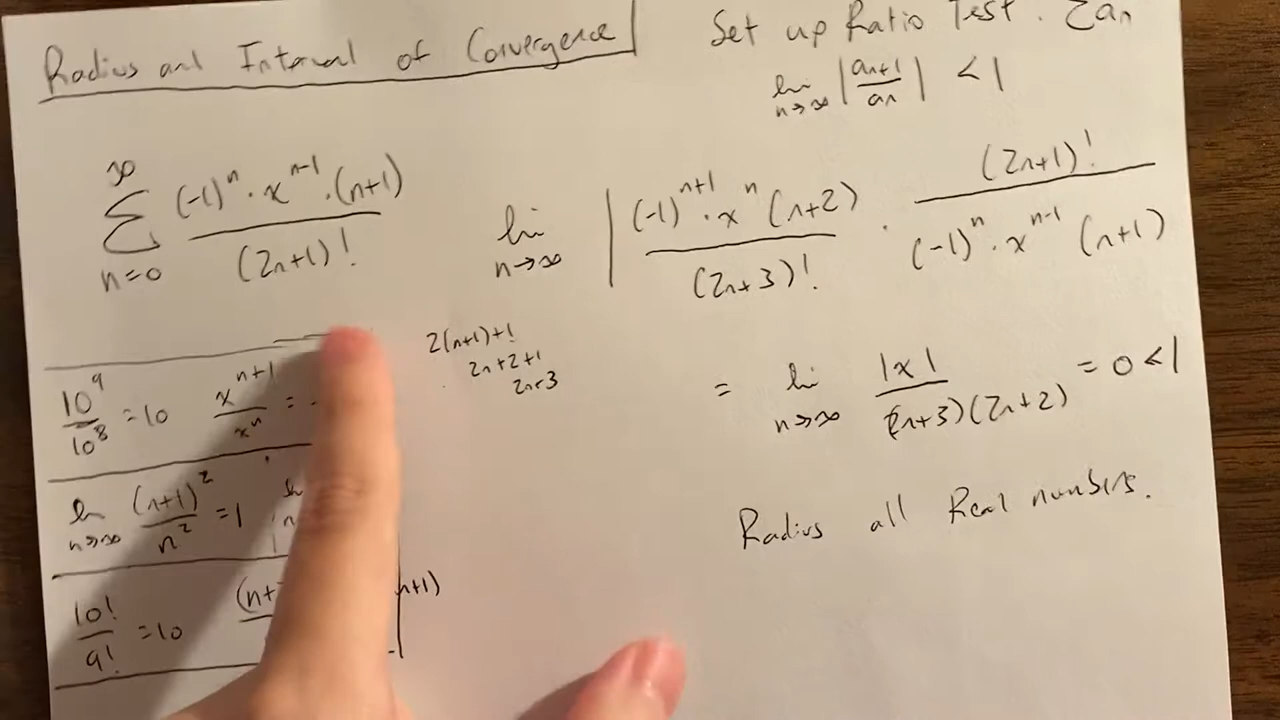 Radius and Interval of Convergence
Set up Ratio Test. Σan
lim n→∞ |an+1/an| < 1
∞ Σ n=0 (-1)^n · x^(n-1) · (n+1) / (2n+1)!
lim n→∞ | (-1)^(n+1) · x^n (n+2) / (2n+3)! · (2n+1)! / (-1)^n · x^(n-1) (n+1)
2(n+1)+1
2n+2+1
2n+3
= lim n→∞ |x| / (2n+3)(2n+2) = 0 < 1
Radius all Real numbers.
10^9/10^8 = 10 x^(n+1)/x^n =
lim n→∞ (n+1)^2/n^2 = 1
10!/9! = 10 (n+ n+1)